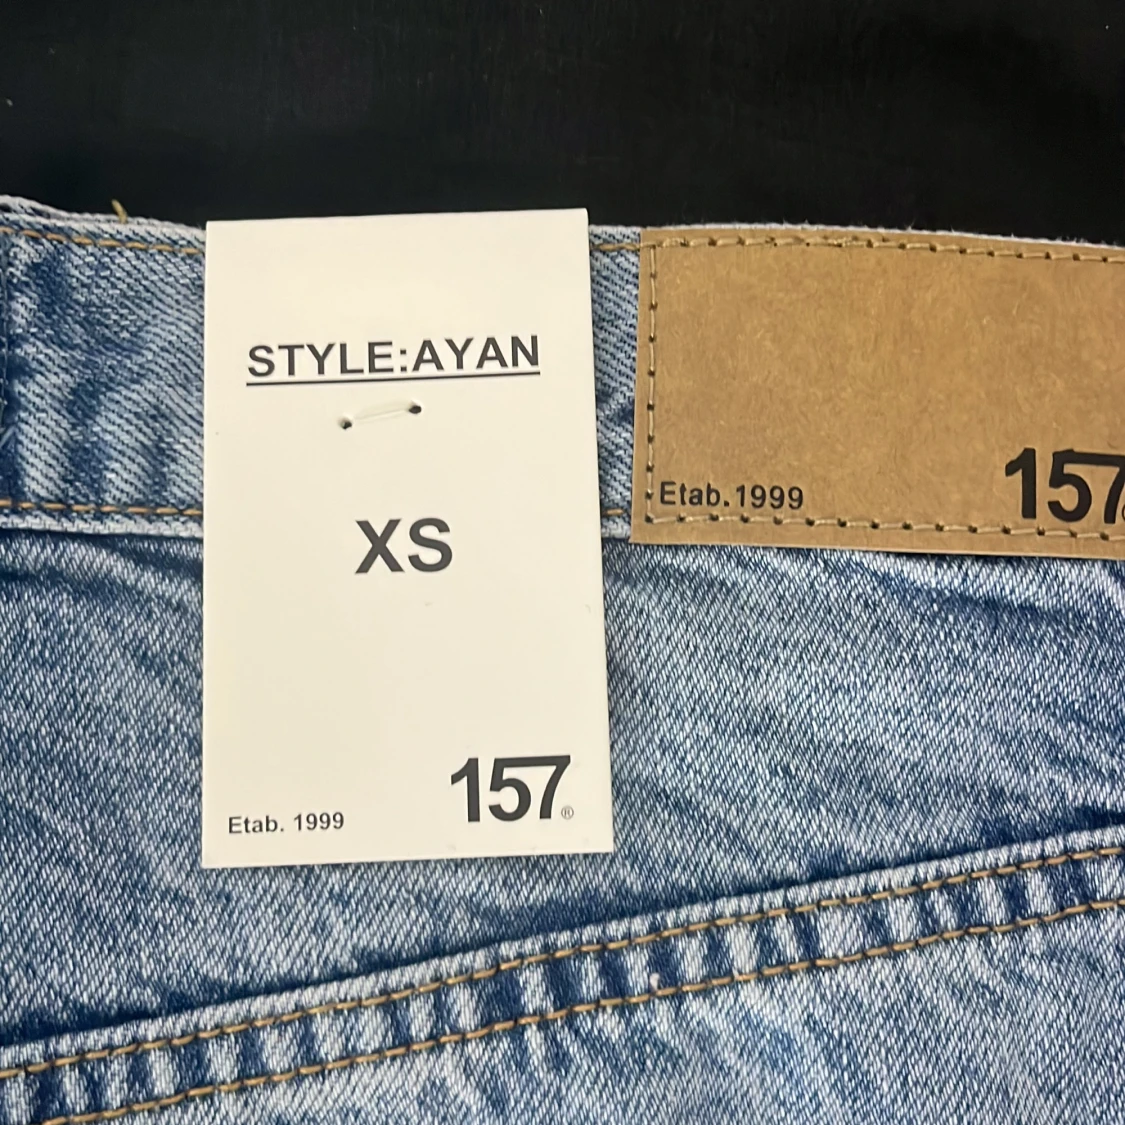 STYLE:AYAN
XS
Etab. 1999
157®
Etab.1999
157